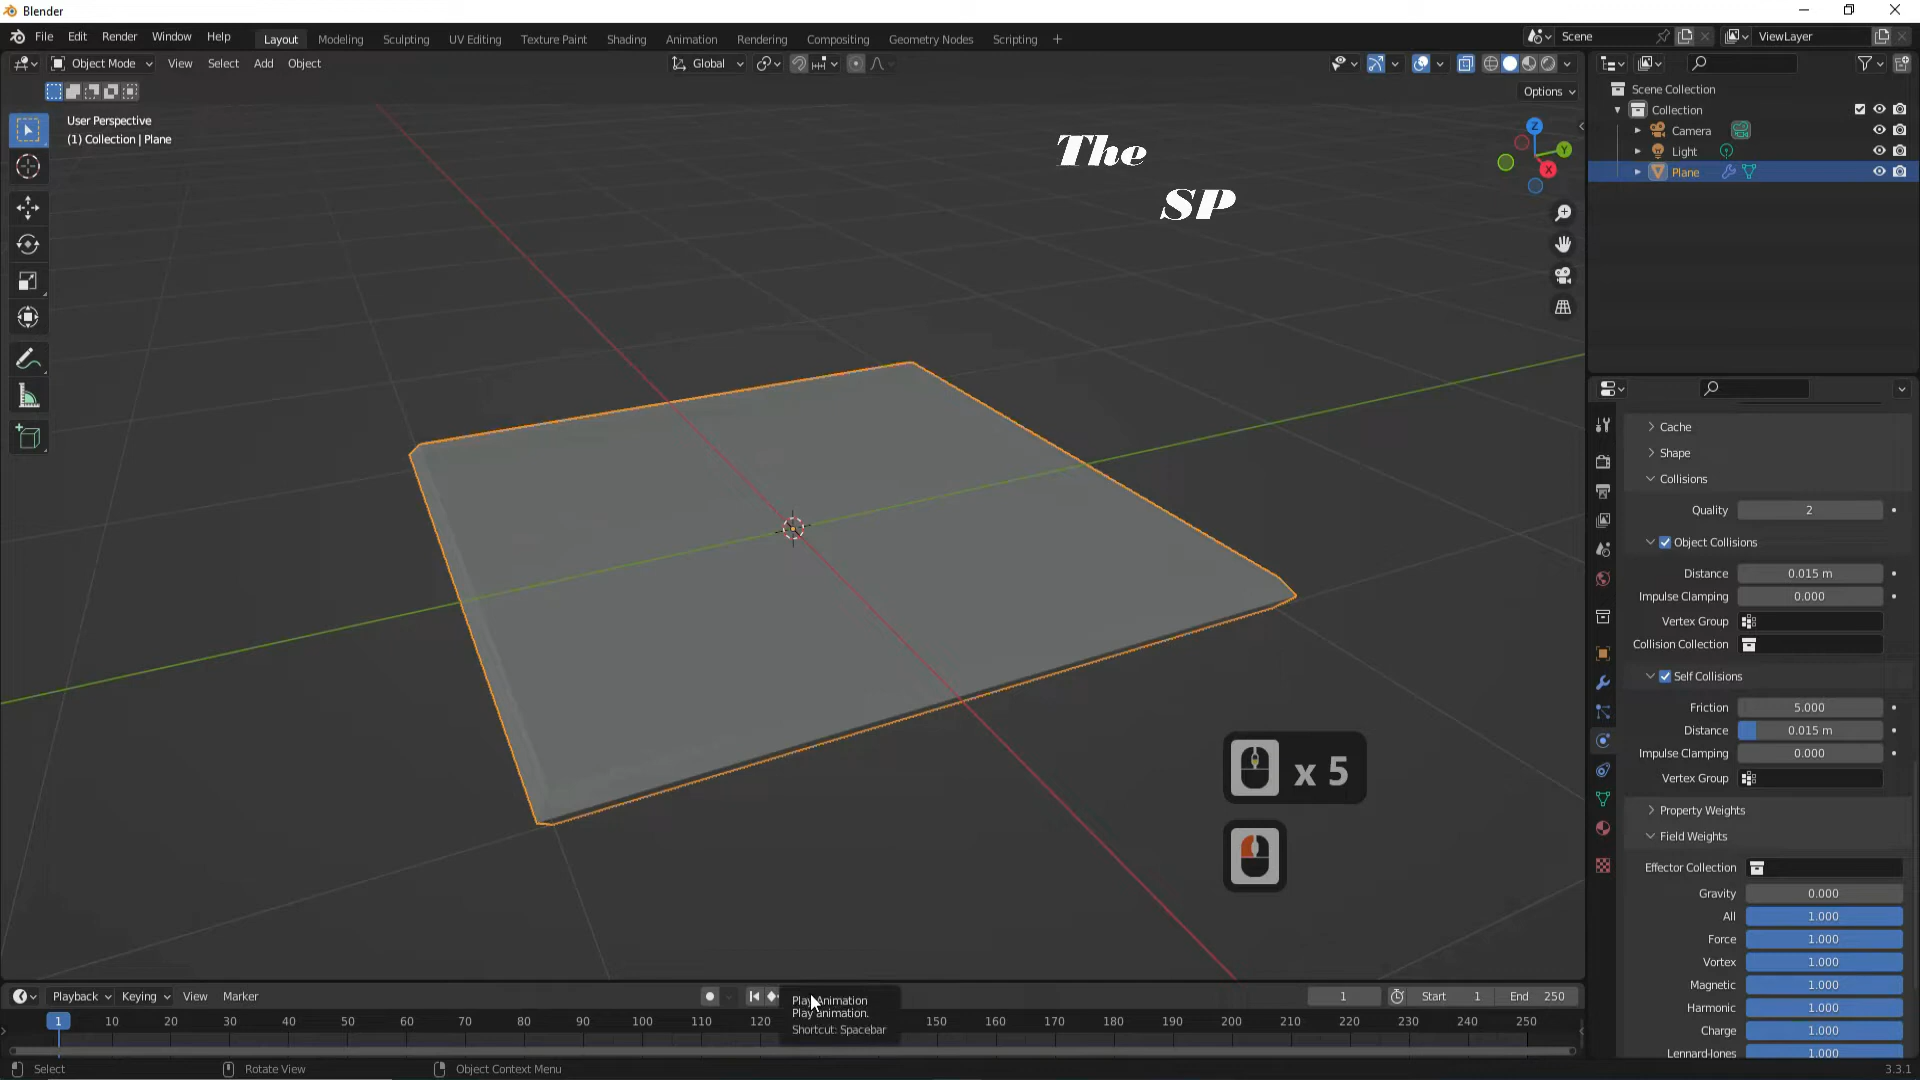 Blender
File Edit Render Window Help
Layout Modeling Sculpting UV Editing Texture Paint Shading Animation Rendering Compositing Geometry Nodes Scripting +
Scene
ViewLayer
Object Mode View Select Add Object
Global
Options
User Perspective
(1) Collection | Plane
The
SP
Z
Y
X
Scene Collection
Collection
Camera
Light
Plane
Cache
Shape
Collisions
Quality 2
Object Collisions
Distance 0.015 m
Impulse Clamping 0.000
Vertex Group
Collision Collection
Self Collisions
Friction 5.000
Distance 0.015 m
Impulse Clamping 0.000
Vertex Group
Property Weights
Field Weights
Effector Collection
Gravity 0.000
All 1.000
Force 1.000
Vortex 1.000
Magnetic 1.000
Harmonic 1.000
Charge 1.000
Lennard-Jones 1.000
x 5
Playback Keying View Marker
1
Start 1
End 250
Play Animation
Play animation.
Shortcut: Spacebar
1 10 20 30 40 50 60 70 80 90 100 110 120 150 160 170 180 190 200 210 220 230 240 250
Select
Rotate View
Object Context Menu
3.3.1